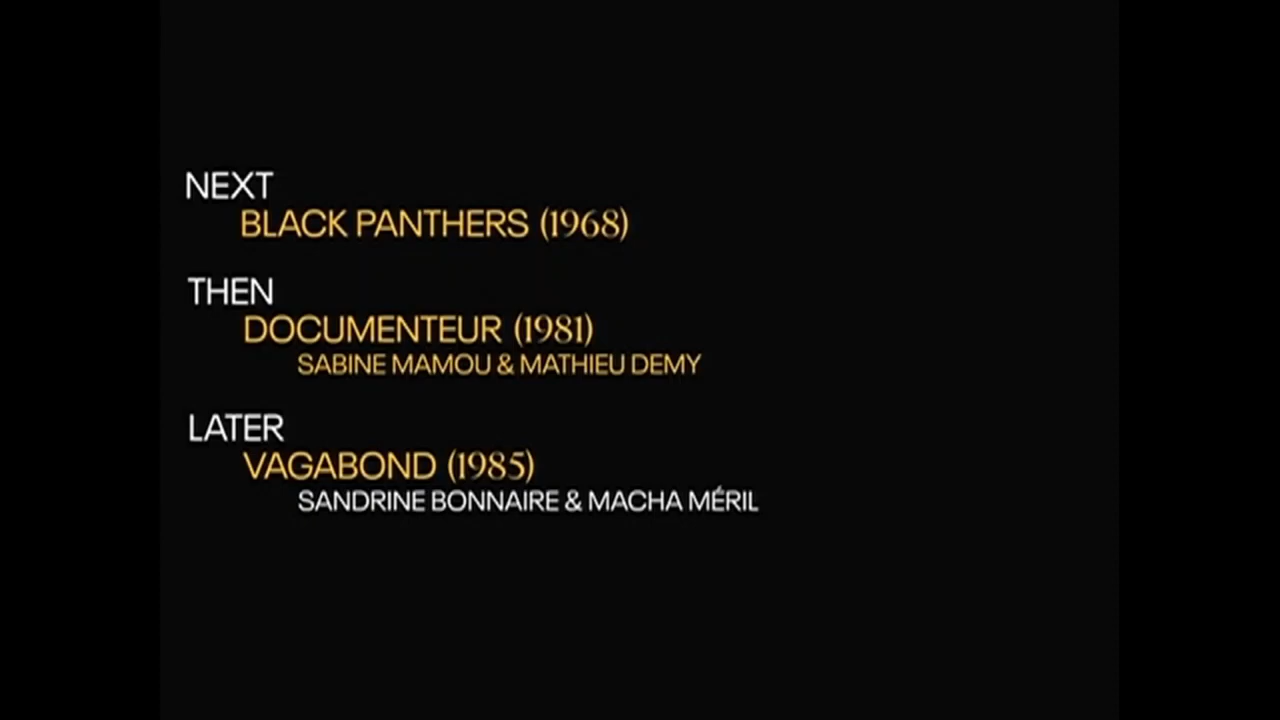 NEXT
BLACK PANTHERS (1968)
THEN
DOCUMENTEUR (1981)
SABINE MAMOU & MATHIEU DEMY
LATER
VAGABOND (1985)
SANDRINE BONNAIRE & MACHA MÉRIL